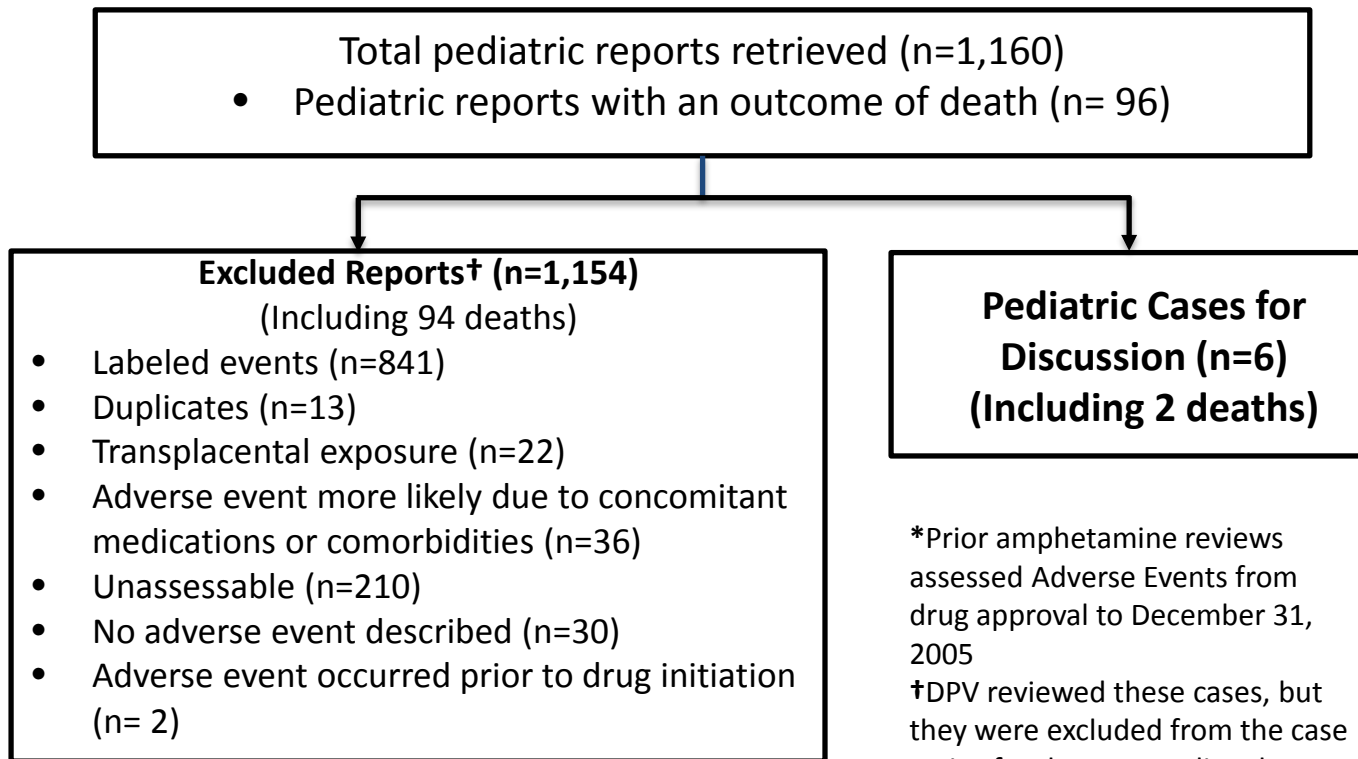 Total pediatric reports retrieved (n=1,160)
• Pediatric reports with an outcome of death (n= 96)
Excluded Reports† (n=1,154)
(Including 94 deaths)
• Labeled events (n=841)
• Duplicates (n=13)
• Transplacental exposure (n=22)
• Adverse event more likely due to concomitant
medications or comorbidities (n=36)
• Unassessable (n=210)
• No adverse event described (n=30)
• Adverse event occurred prior to drug initiation
(n= 2)
Pediatric Cases for
Discussion (n=6)
(Including 2 deaths)
*Prior amphetamine reviews
assessed Adverse Events from
drug approval to December 31,
2005
†DPV reviewed these cases, but
they were excluded from the case